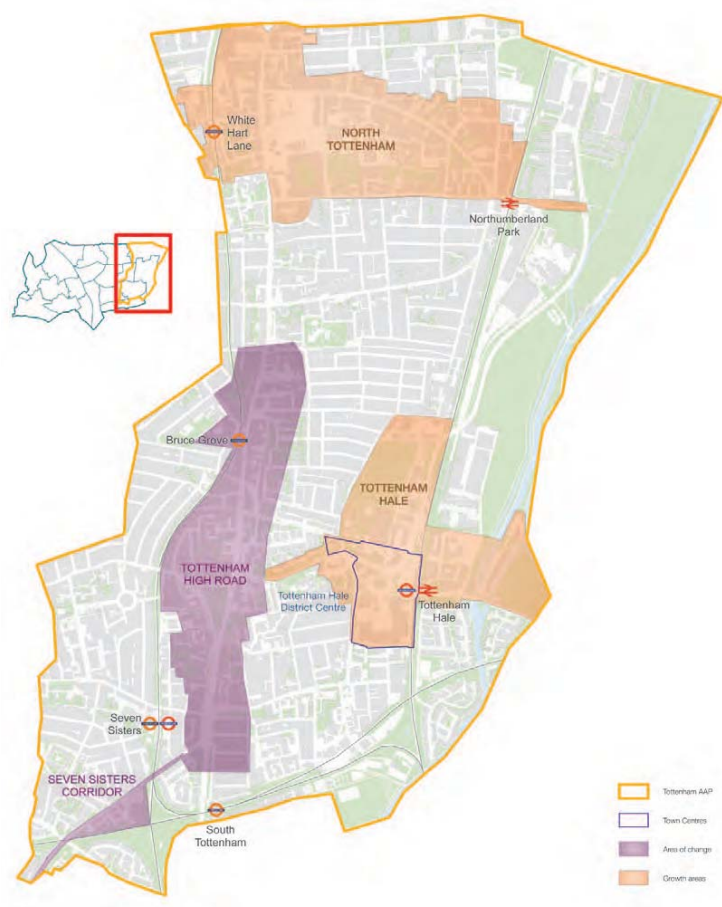 White
Hart
Lane
NORTH
TOTTENHAM
Northumberland
Park
Bruce Grove
TOTTENHAM
HALE
TOTTENHAM
HIGH ROAD
Tottenham Hale
District Centre
Tottenham
Hale
Seven
Sisters
SEVEN SISTERS
CORRIDOR
South
Tottenham
Tottenham AAP
Town Centres
Area of change
Growth areas